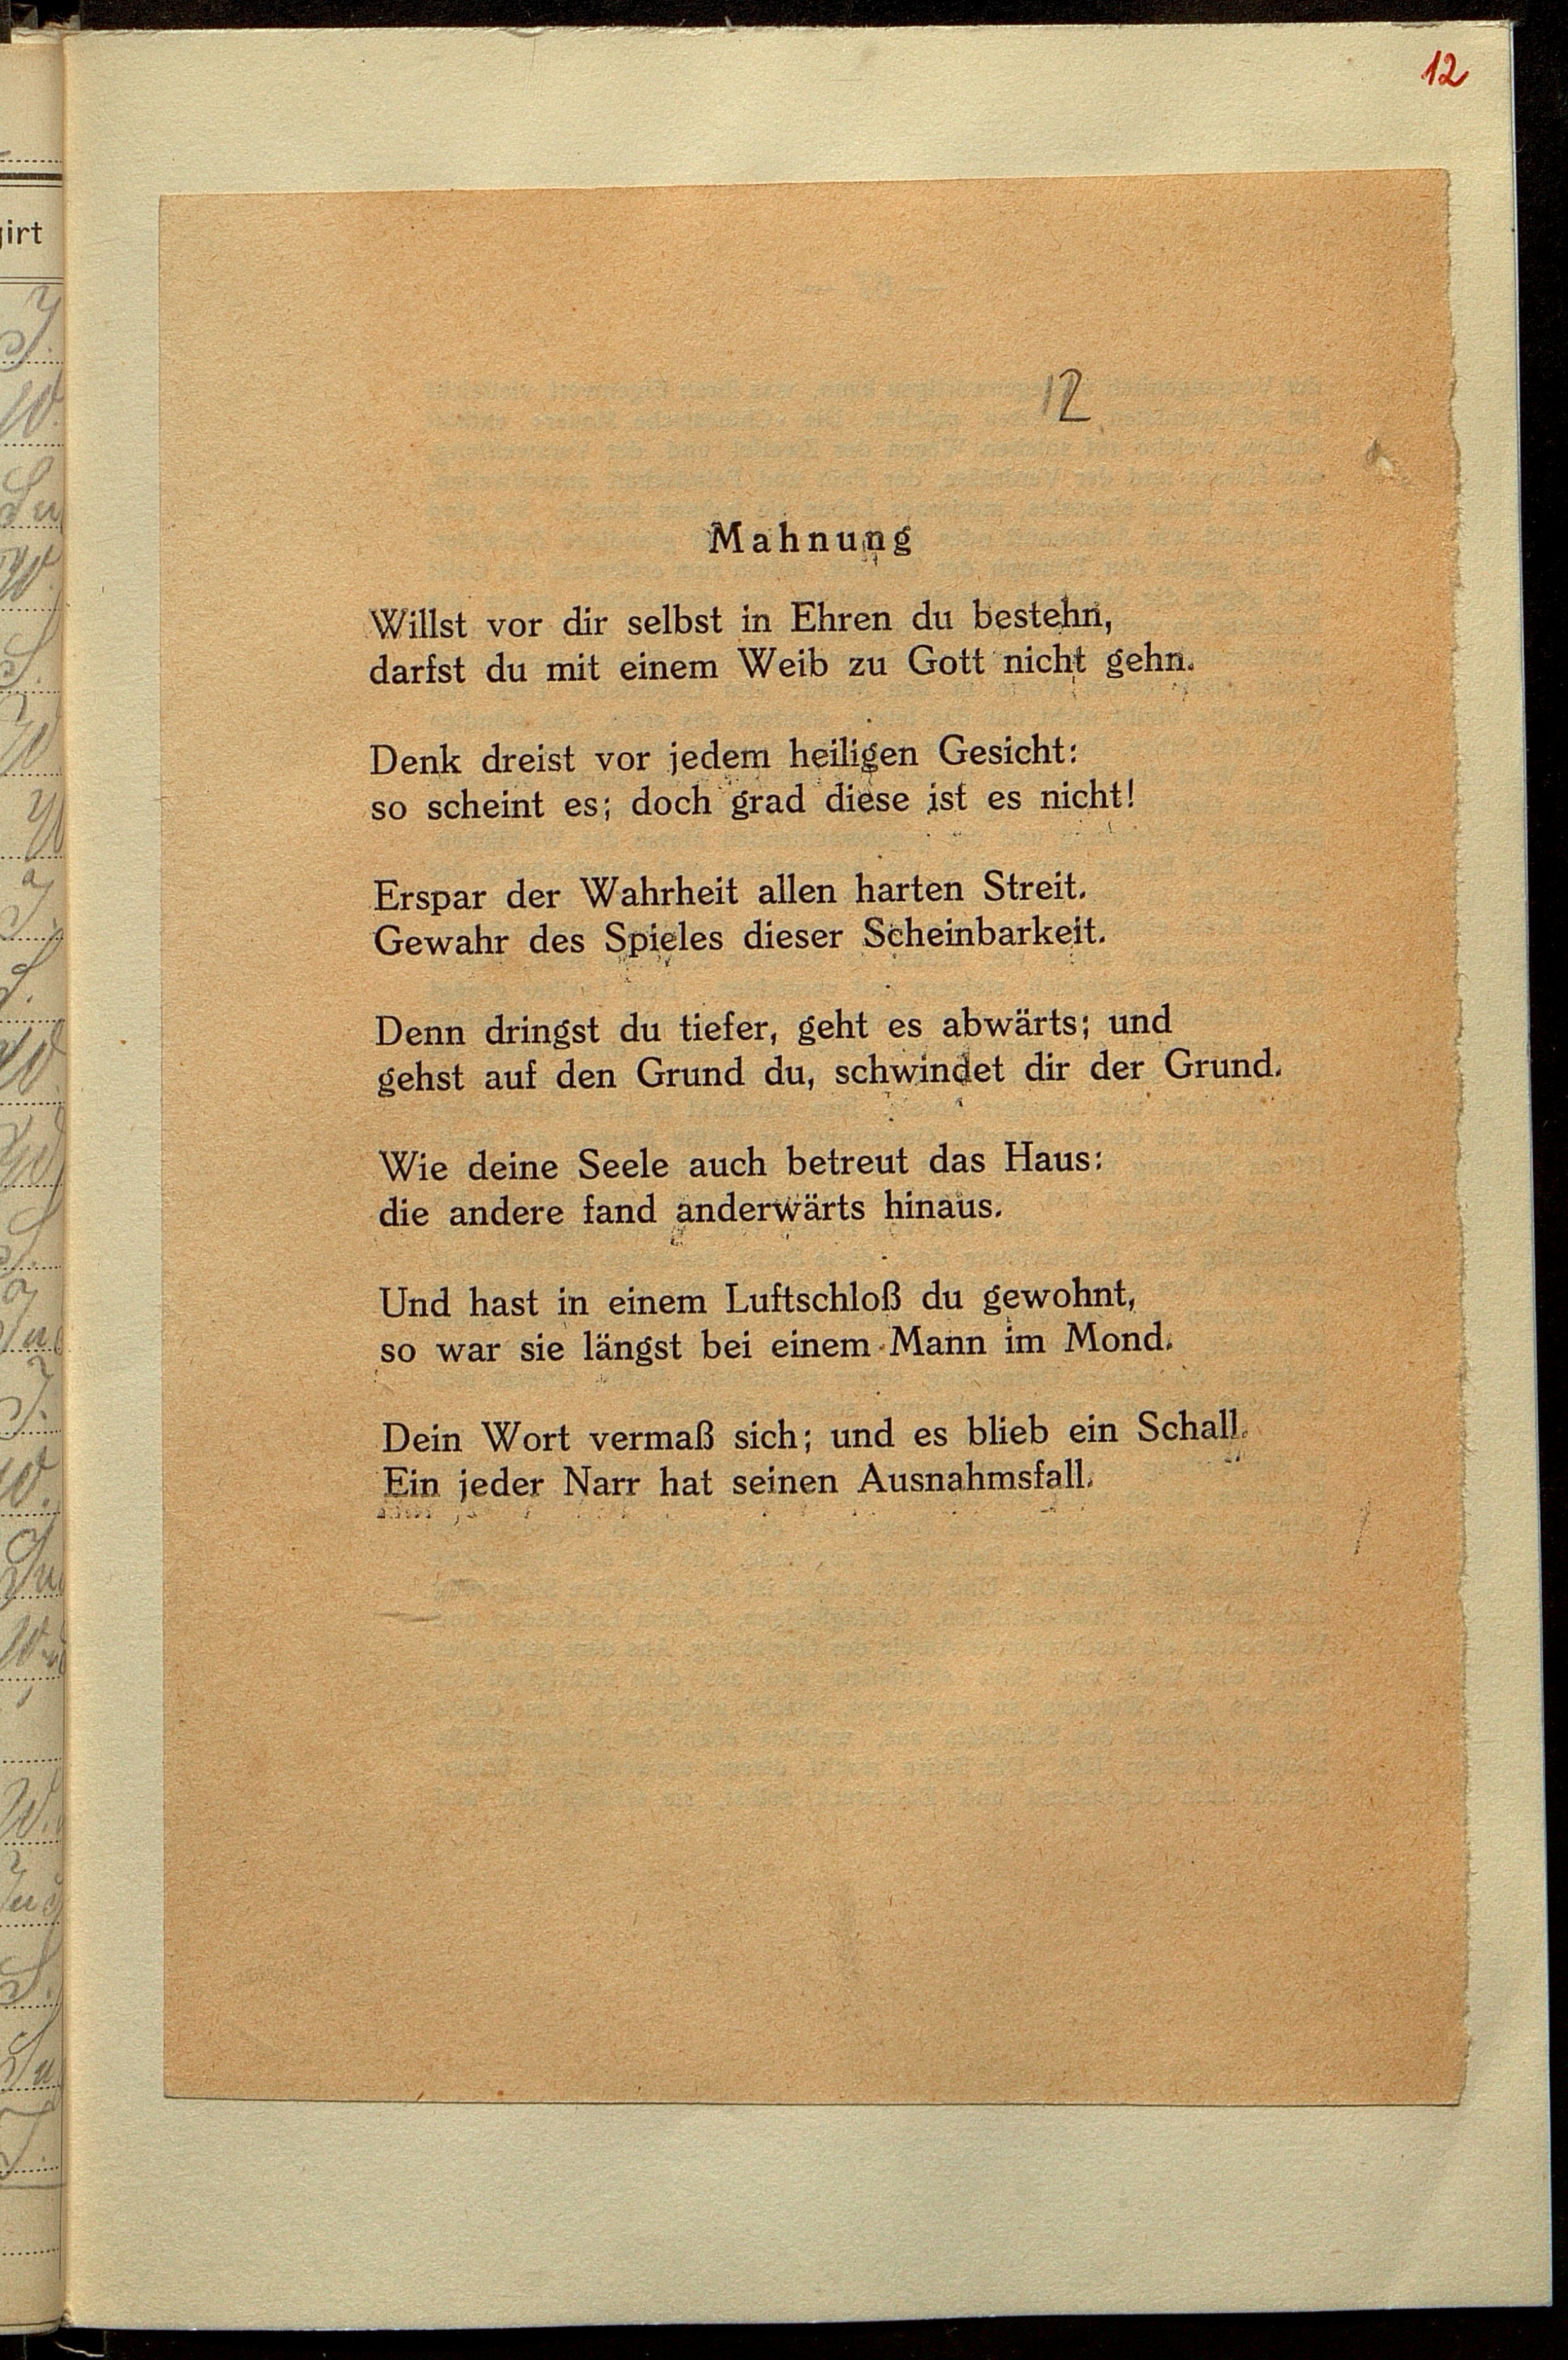 12
girt
12
Mahnung
Willst vor dir selbst in Ehren du bestehn,
darfst du mit einem Weib zu Gott nicht gehn.
Denk dreist vor jedem heiligen Gesicht:
so scheint es; doch grad diese ist es nicht!
Erspar der Wahrheit allen harten Streit.
Gewahr des Spieles dieser Scheinbarkeit.
Denn dringst du tiefer, geht es abwärts; und
gehst auf den Grund du, schwindet dir der Grund.
Wie deine Seele auch betreut das Haus:
die andere fand anderwärts hinaus.
Und hast in einem Luftschloß du gewohnt,
so war sie längst bei einem Mann im Mond.
Dein Wort vermaß sich; und es blieb ein Schall.
Ein jeder Narr hat seinen Ausnahmsfall.